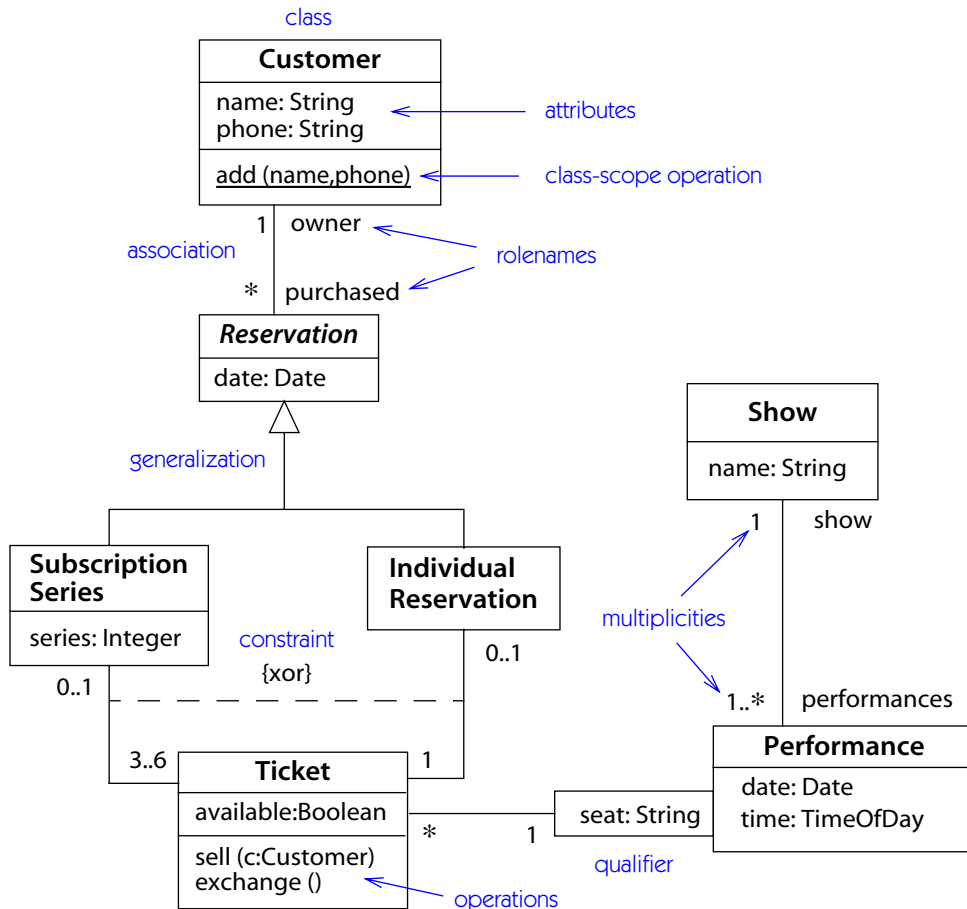 class
Customer
name: String
phone: String
attributes
add (name,phone)
class-scope operation
1
owner
association
rolenames
*
purchased
Reservation
date: Date
generalization
Show
name: String
1
show
Subscription
Series
series: Integer
Individual
Reservation
constraint
{xor}
0..1
0..1
multiplicities
1..*
performances
3..6
1
Ticket
available:Boolean
sell (c:Customer)
exchange ()
operations
*
1
seat: String
qualifier
Performance
date: Date
time: TimeOfDay